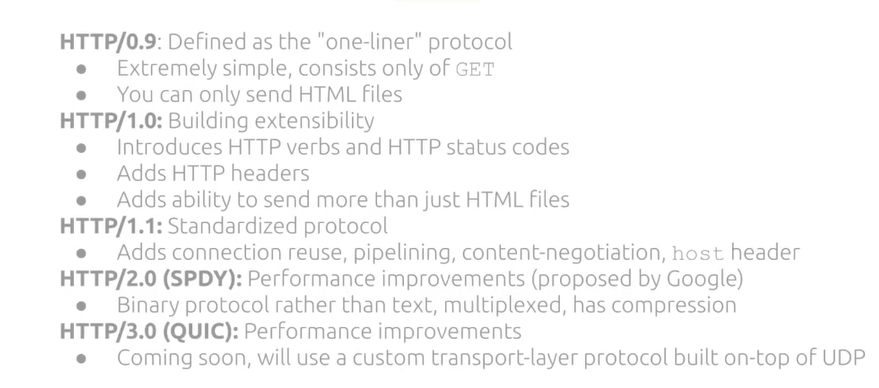 HTTP/0.9: Defined as the "one-liner" protocol
● Extremely simple, consists only of GET
● You can only send HTML files
HTTP/1.0: Building extensibility
● Introduces HTTP verbs and HTTP status codes
● Adds HTTP headers
● Adds ability to send more than just HTML files
HTTP/1.1: Standardized protocol
● Adds connection reuse, pipelining, content-negotiation, host header
HTTP/2.0 (SPDY): Performance improvements (proposed by Google)
● Binary protocol rather than text, multiplexed, has compression
HTTP/3.0 (QUIC): Performance improvements
● Coming soon, will use a custom transport-layer protocol built on-top of UDP